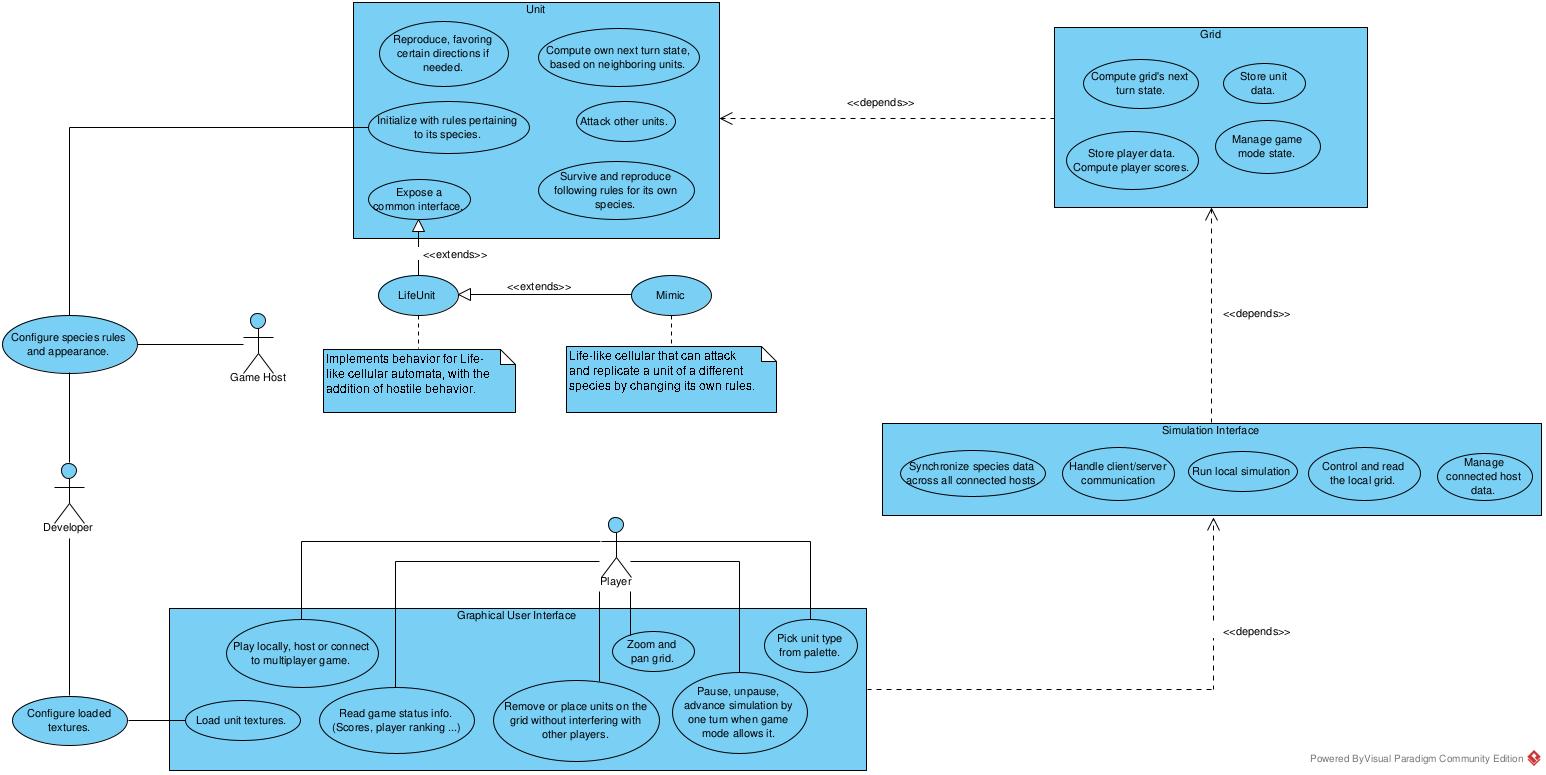 Unit
Reproduce, favoring
certain directions if
needed.
Compute own next turn state,
based on neighboring units.
Initialize with rules pertaining
to its species.
Attack other units.
Expose a
common interface.
Survive and reproduce
following rules for its own
species.
<<depends>>
Grid
Compute grid's next
turn state.
Store unit
data.
Store player data.
Compute player scores.
Manage game
mode state.
<<extends>>
LifeUnit
<<extends>>
Mimic
Implements behavior for Life-
like cellular automata, with the
addition of hostile behavior.
Life-like cellular that can attack
and replicate a unit of a different
species by changing its own rules.
Configure species rules
and appearance.
Game Host
<<depends>>
Simulation Interface
Synchronize species data
across all connected hosts
Handle client/server
communication
Run local simulation
Control and read
the local grid.
Manage
connected host
data.
Developer
Player
Graphical User Interface
Play locally, host or connect
to multiplayer game.
Zoom and
pan grid.
Pick unit type
from palette.
<<depends>>
Configure loaded
textures.
Load unit textures.
Read game status info.
(Scores, player ranking ...)
Remove or place units on the
grid without interfering with
other players.
Pause, unpause,
advance simulation by
one turn when game
mode allows it.
Powered ByVisual Paradigm Community Edition